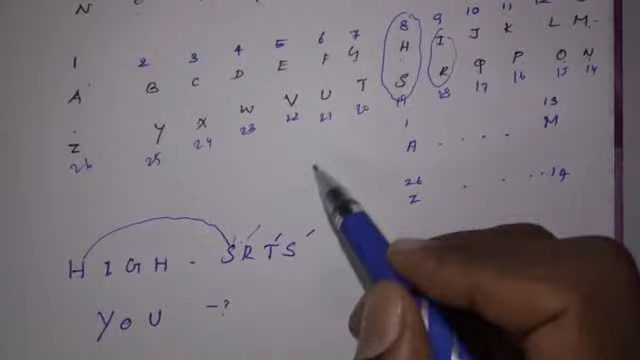 N
1 2 3 4 5 6 7 8 9 10 11 12
A B C D E F G H I J K L M
Z Y X W V U T S R Q P O N
26 25 24 23 22 21 20 19 18 17 16 15 14
1 13
A . . . . M
26 . . . . 14
Z
HIGH - SRTS
YOU - ?